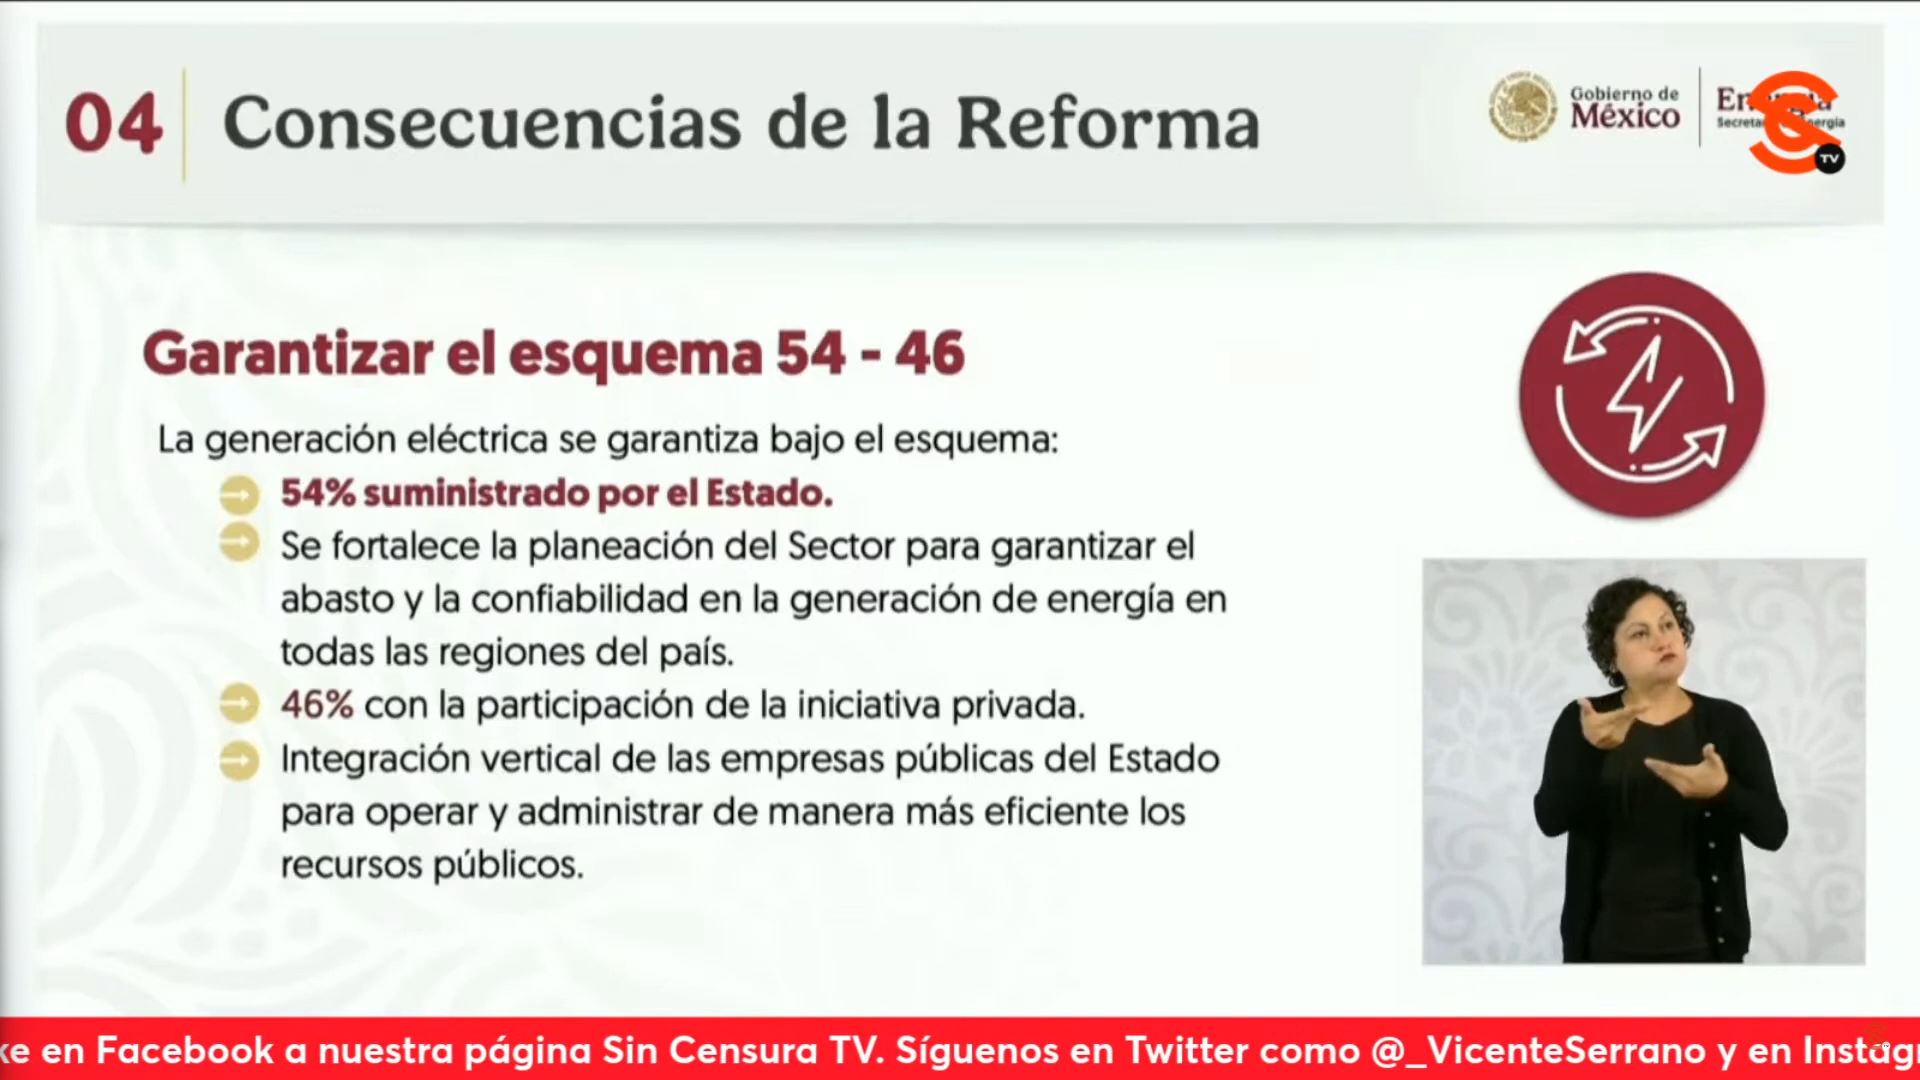 04
Consecuencias de la Reforma
Gobierno de
México
TV
Garantizar el esquema 54 - 46
La generación eléctrica se garantiza bajo el esquema:
54% suministrado por el Estado.
Se fortalece la planeación del Sector para garantizar el
abasto y la confiabilidad en la generación de energía en
todas las regiones del país.
46% con la participación de la iniciativa privada.
Integración vertical de las empresas públicas del Estado
para operar y administrar de manera más eficiente los
recursos públicos.
en Facebook a nuestra página Sin Censura TV. Síguenos en Twitter como @_VicenteSerrano y en